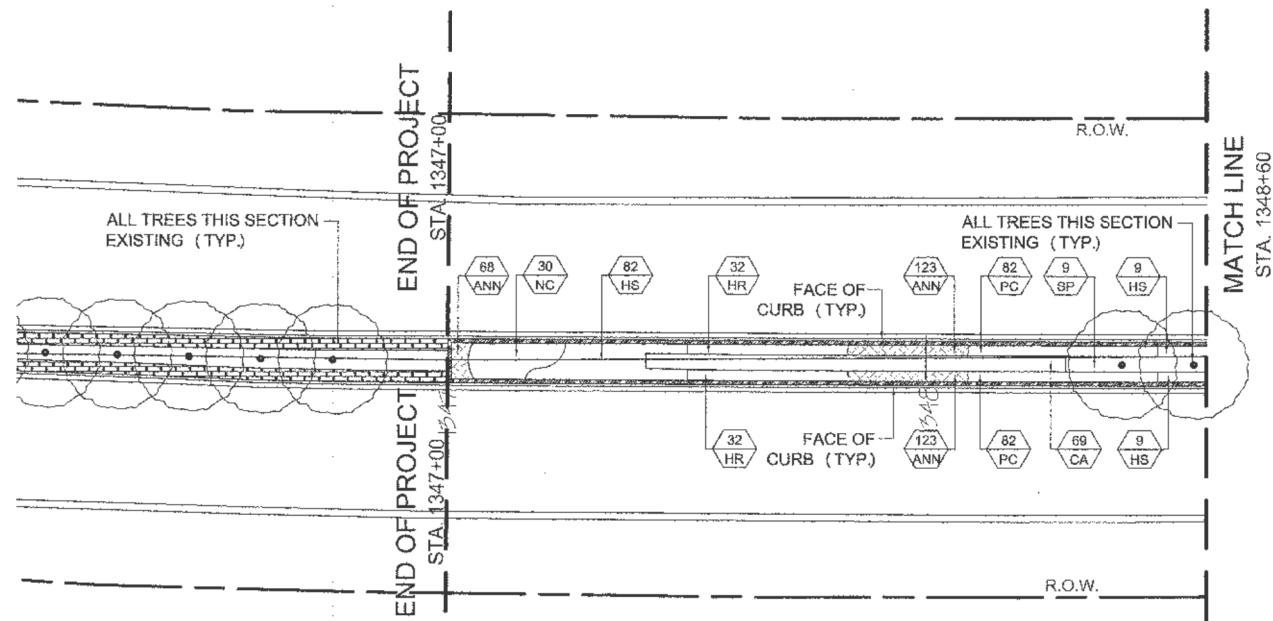 END OF PROJECT
STA. 1347+00
R.O.W.
MATCH LINE
STA. 1348+60
ALL TREES THIS SECTION
EXISTING (TYP.)
ALL TREES THIS SECTION
EXISTING (TYP.)
68
ANN
30
NC
82
HS
32
HR
FACE OF
CURB (TYP.)
123
ANN
82
PC
9
SP
9
HS
1348
32
HR
FACE OF
CURB (TYP.)
123
ANN
82
PC
69
CA
9
HS
END OF PROJECT
STA. 1347+00
R.O.W.